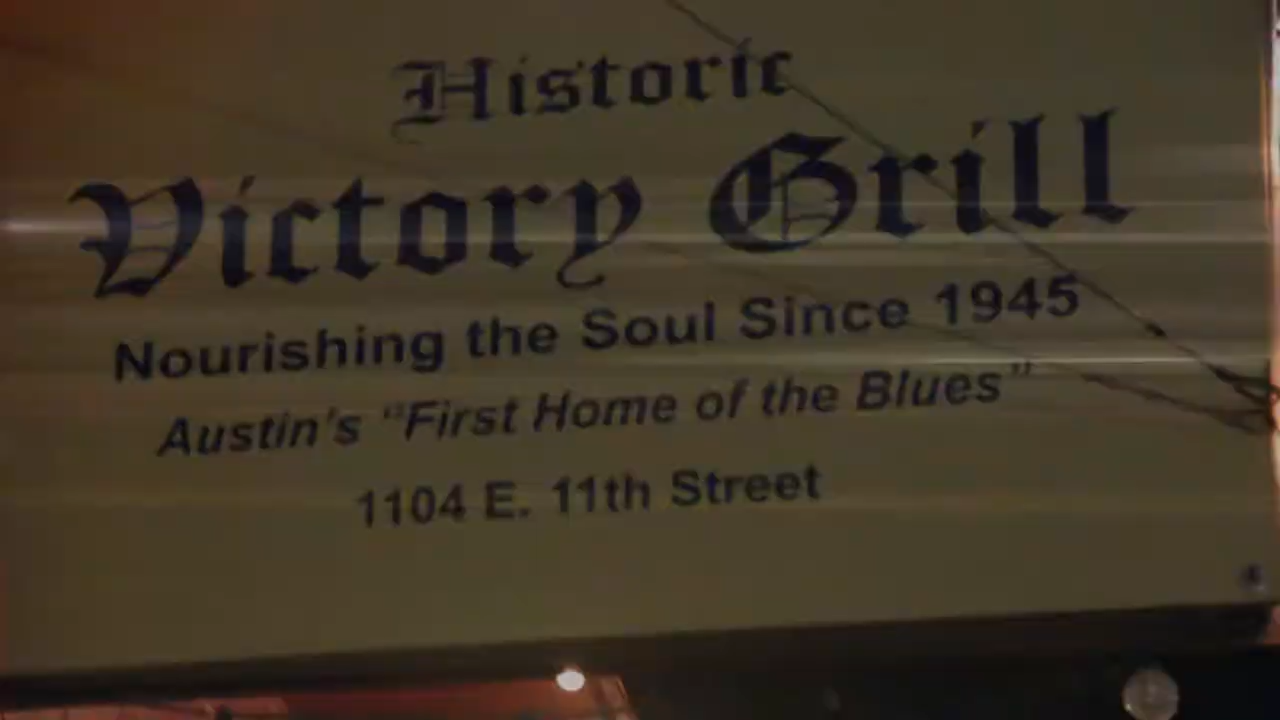 Historic
Victory Grill
Nourishing the Soul Since 1945
Austin's "First Home of the Blues"
1104 E. 11th Street